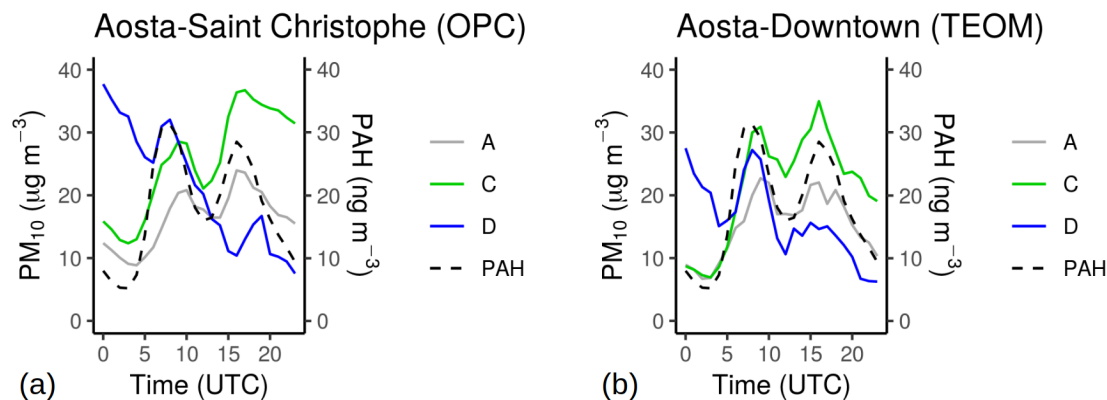 Aosta-Saint Christophe (OPC)
40
30
20
10
0
PM10 (µg m−3)
40
30
20
10
0
PAH (ng m−3)
0 5 10 15 20
Time (UTC)
(a)
A
C
D
PAH
Aosta-Downtown (TEOM)
40
30
20
10
0
PM10 (µg m−3)
40
30
20
10
0
PAH (ng m−3)
0 5 10 15 20
Time (UTC)
(b)
A
C
D
PAH